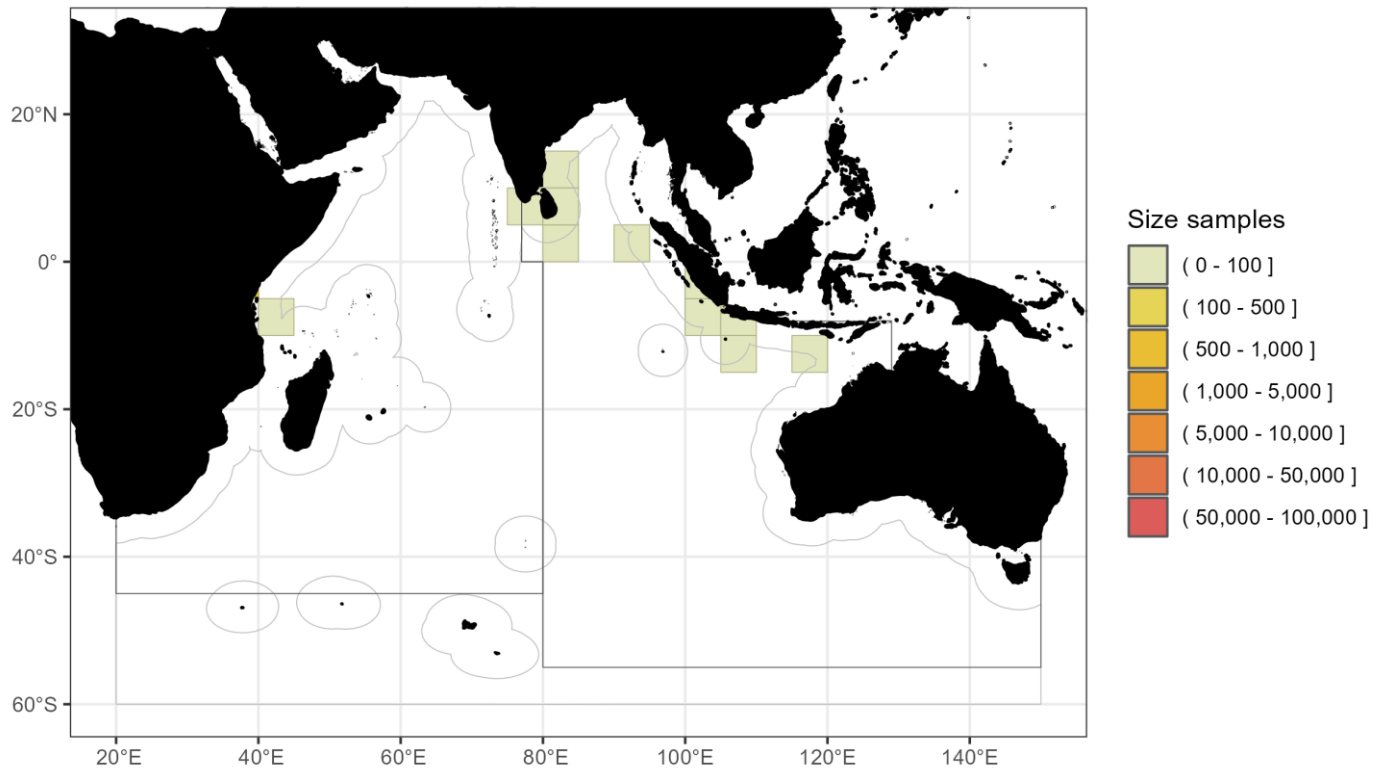 20°N
0°
20°S
40°S
60°S
20°E
40°E
60°E
80°E
100°E
120°E
140°E
Size samples
( 0 - 100 ]
( 100 - 500 ]
( 500 - 1,000 ]
( 1,000 - 5,000 ]
( 5,000 - 10,000 ]
( 10,000 - 50,000 ]
( 50,000 - 100,000 ]